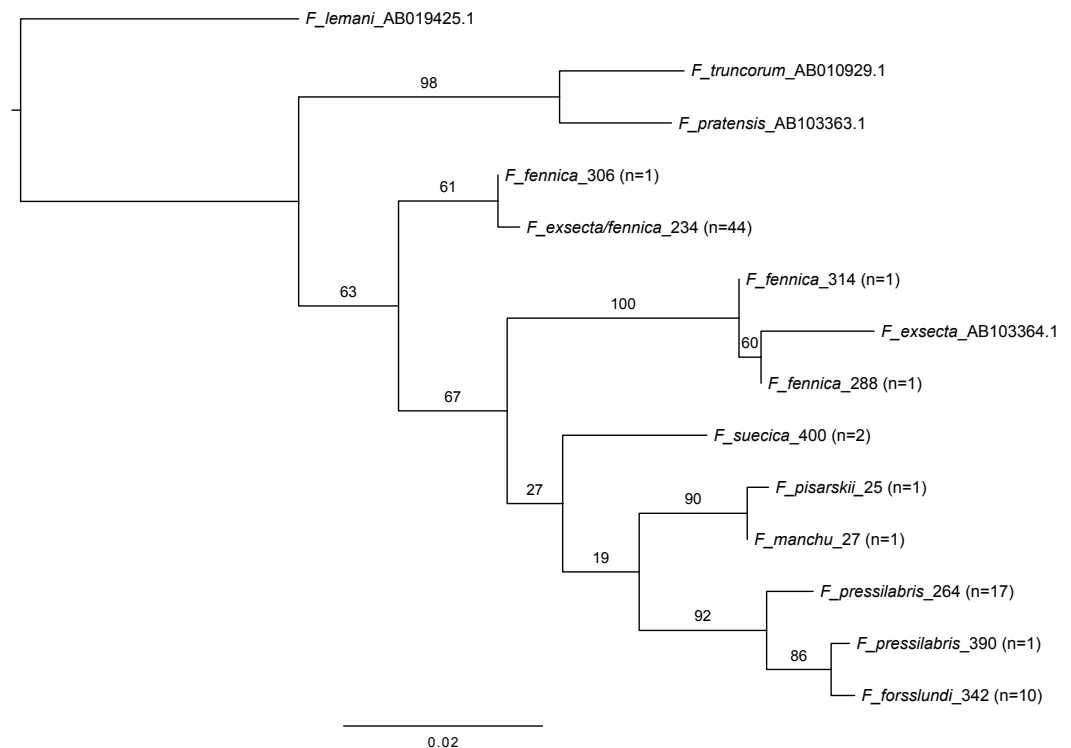 F_lemani_AB019425.1
F_truncorum_AB010929.1
98
F_pratensis_AB103363.1
F_fennica_306 (n=1)
61
F_exsecta/fennica_234 (n=44)
F_fennica_314 (n=1)
63
100
F_exsecta_AB103364.1
60
F_fennica_288 (n=1)
67
F_suecica_400 (n=2)
27
F_pisarskii_25 (n=1)
90
F_manchu_27 (n=1)
19
F_pressilabris_264 (n=17)
92
F_pressilabris_390 (n=1)
86
F_forsslundi_342 (n=10)
0.02